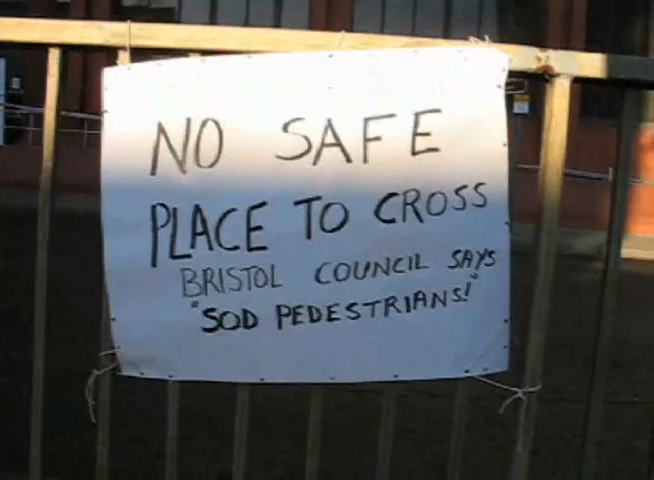 NO SAFE
PLACE TO CROSS
BRISTOL COUNCIL SAYS
"SOD PEDESTRIANS!"